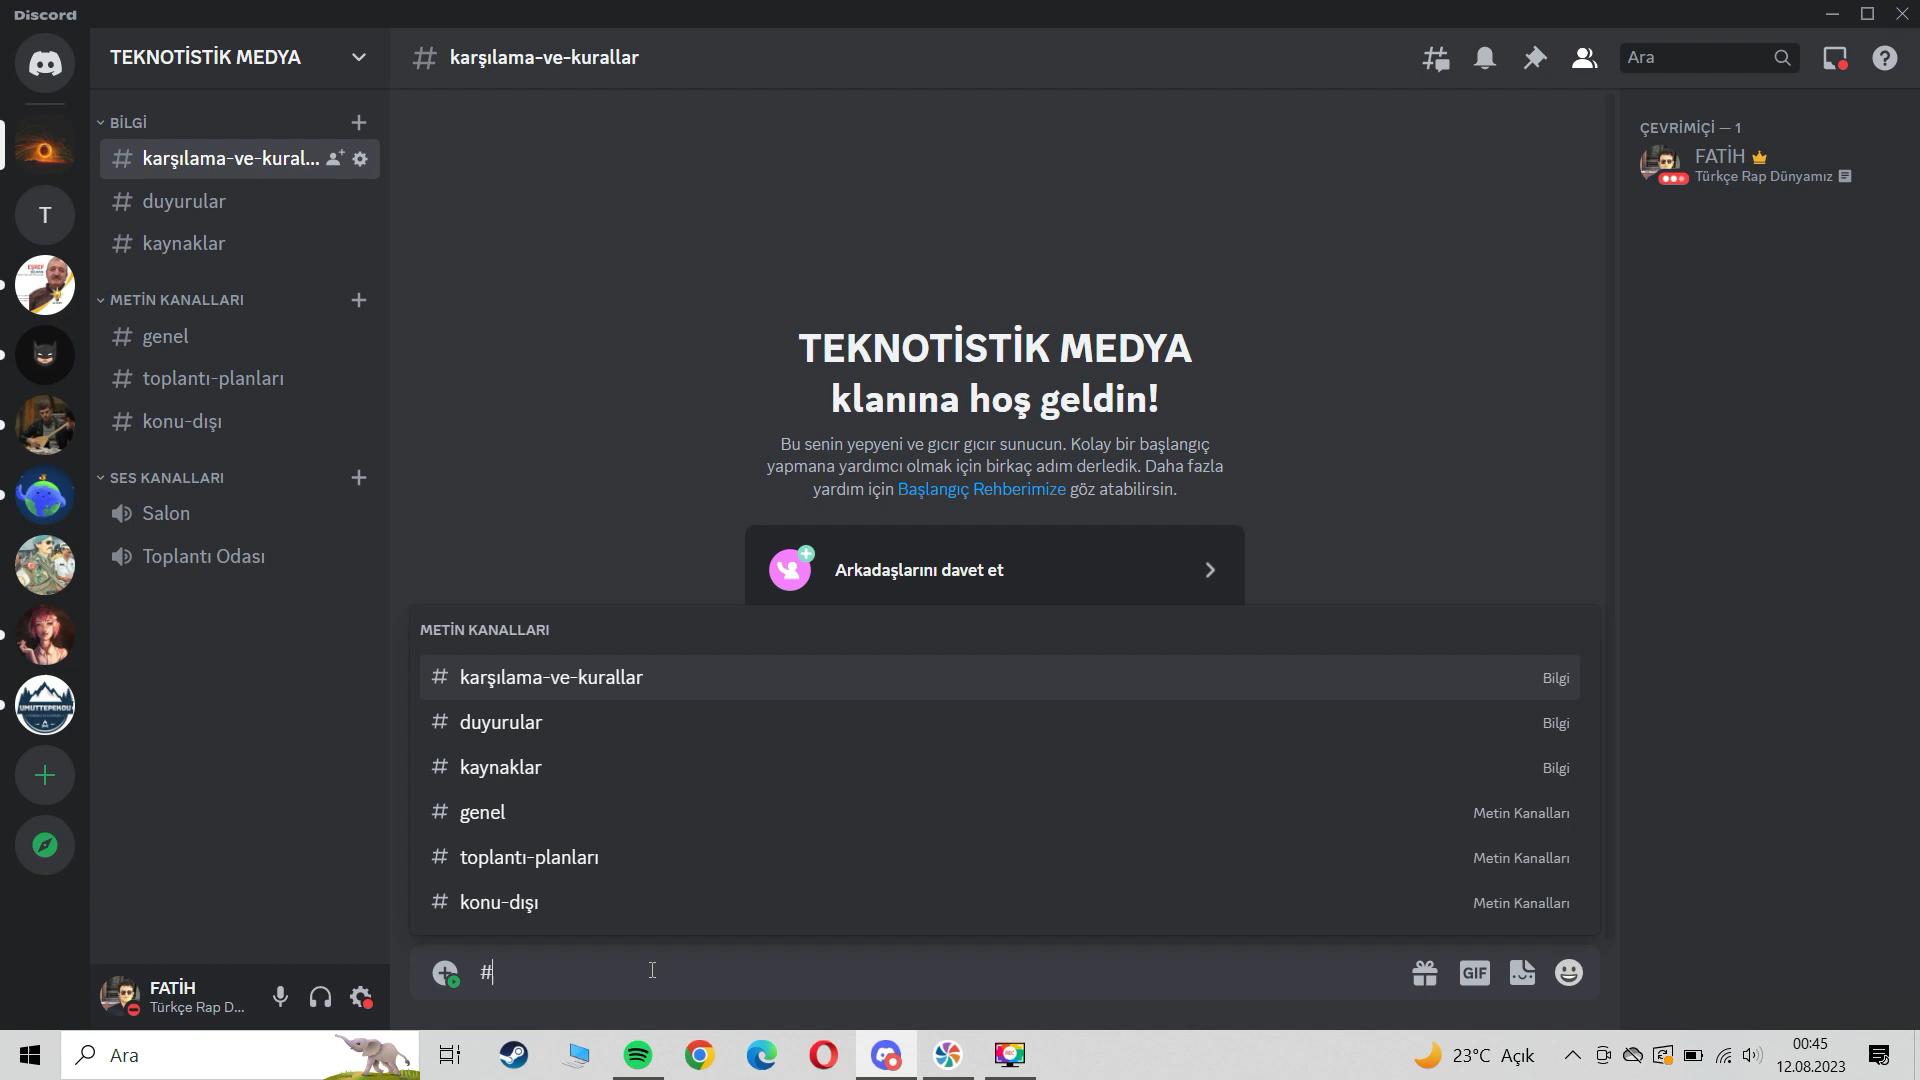 Discord
TEKNOTİSTİK MEDYA
karşılama-ve-kurallar
Ara
BİLGİ
karşılama-ve-kural...
duyurular
kaynaklar
METİN KANALLARI
genel
toplantı-planları
konu-dışı
SES KANALLARI
Salon
Toplantı Odası
T
FATİH
Türkçe Rap D...
TEKNOTİSTİK MEDYA
klanına hoş geldin!
Bu senin yepyeni ve gıcır gıcır sunucun. Kolay bir başlangıç
yapmana yardımcı olmak için birkaç adım derledik. Daha fazla
yardım için Başlangıç Rehberimize göz atabilirsin.
Arkadaşlarını davet et
METİN KANALLARI
# karşılama-ve-kurallar Bilgi
# duyurular Bilgi
# kaynaklar Bilgi
# genel Metin Kanalları
# toplantı-planları Metin Kanalları
# konu-dışı Metin Kanalları
#
GIF
ÇEVRİMİÇİ — 1
FATİH
Türkçe Rap Dünyamız
EŞREF
UMUTTEPEKOU
Ara
REC
23°C Açık
00:45
12.08.2023